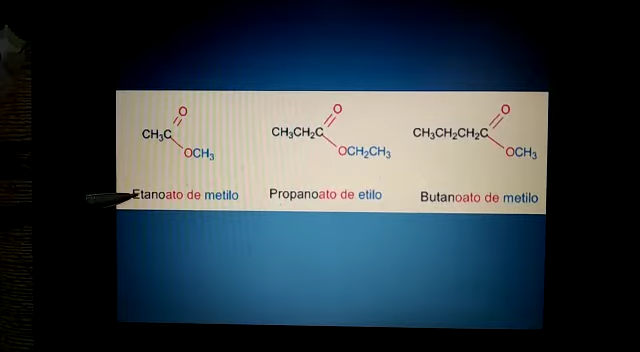 O O O
CH₃C CH₃CH₂C CH₃CH₂CH₂C
OCH₃ OCH₂CH₃ OCH₃
Etanoato de metilo Propanoato de etilo Butanoato de metilo